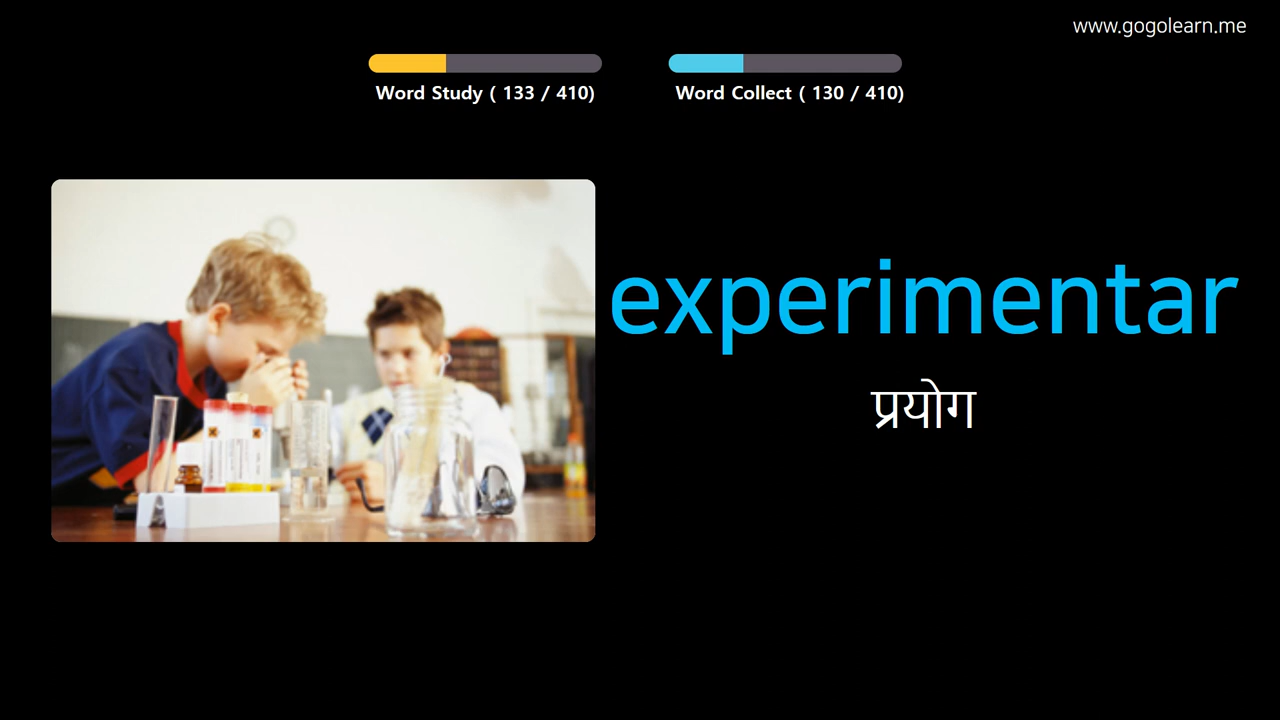 www.gogolearn.me
Word Study ( 133 / 410)
Word Collect ( 130 / 410)
experimentar
प्रयोग